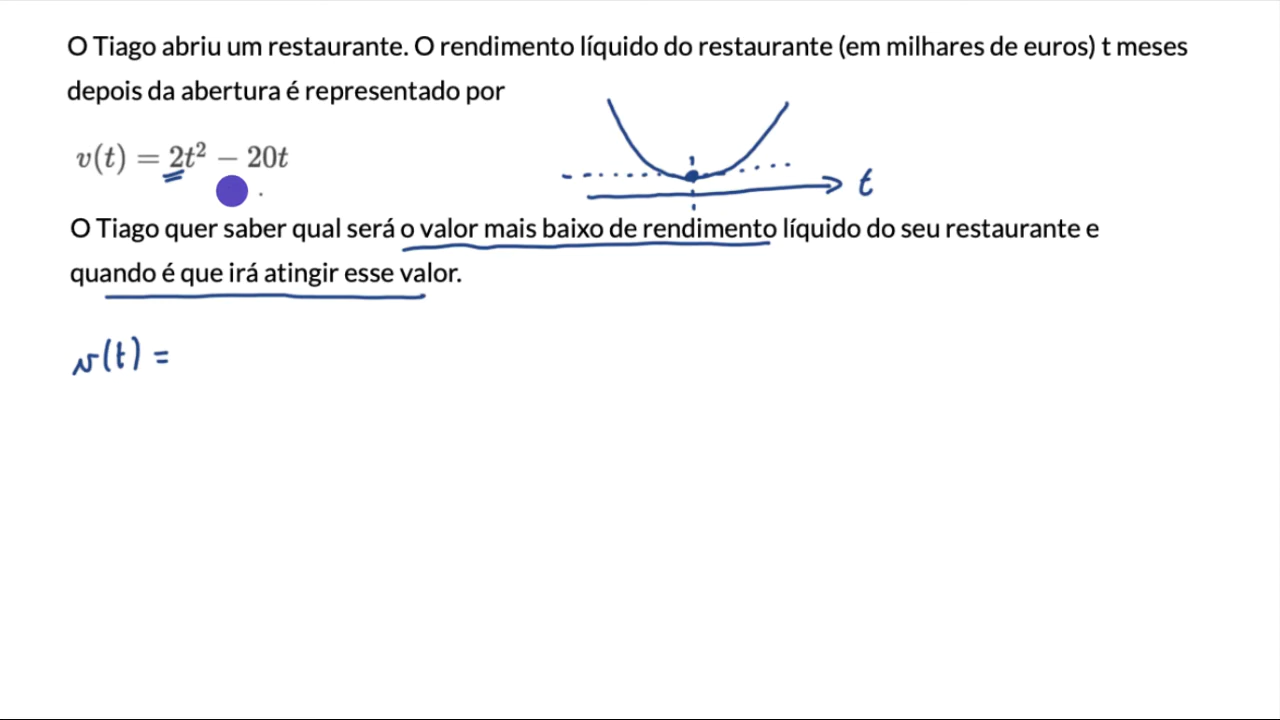 O Tiago abriu um restaurante. O rendimento líquido do restaurante (em milhares de euros) t meses
depois da abertura é representado por
v(t) = 2t² − 20t
.
t
O Tiago quer saber qual será o valor mais baixo de rendimento líquido do seu restaurante e
quando é que irá atingir esse valor.
v(t) =